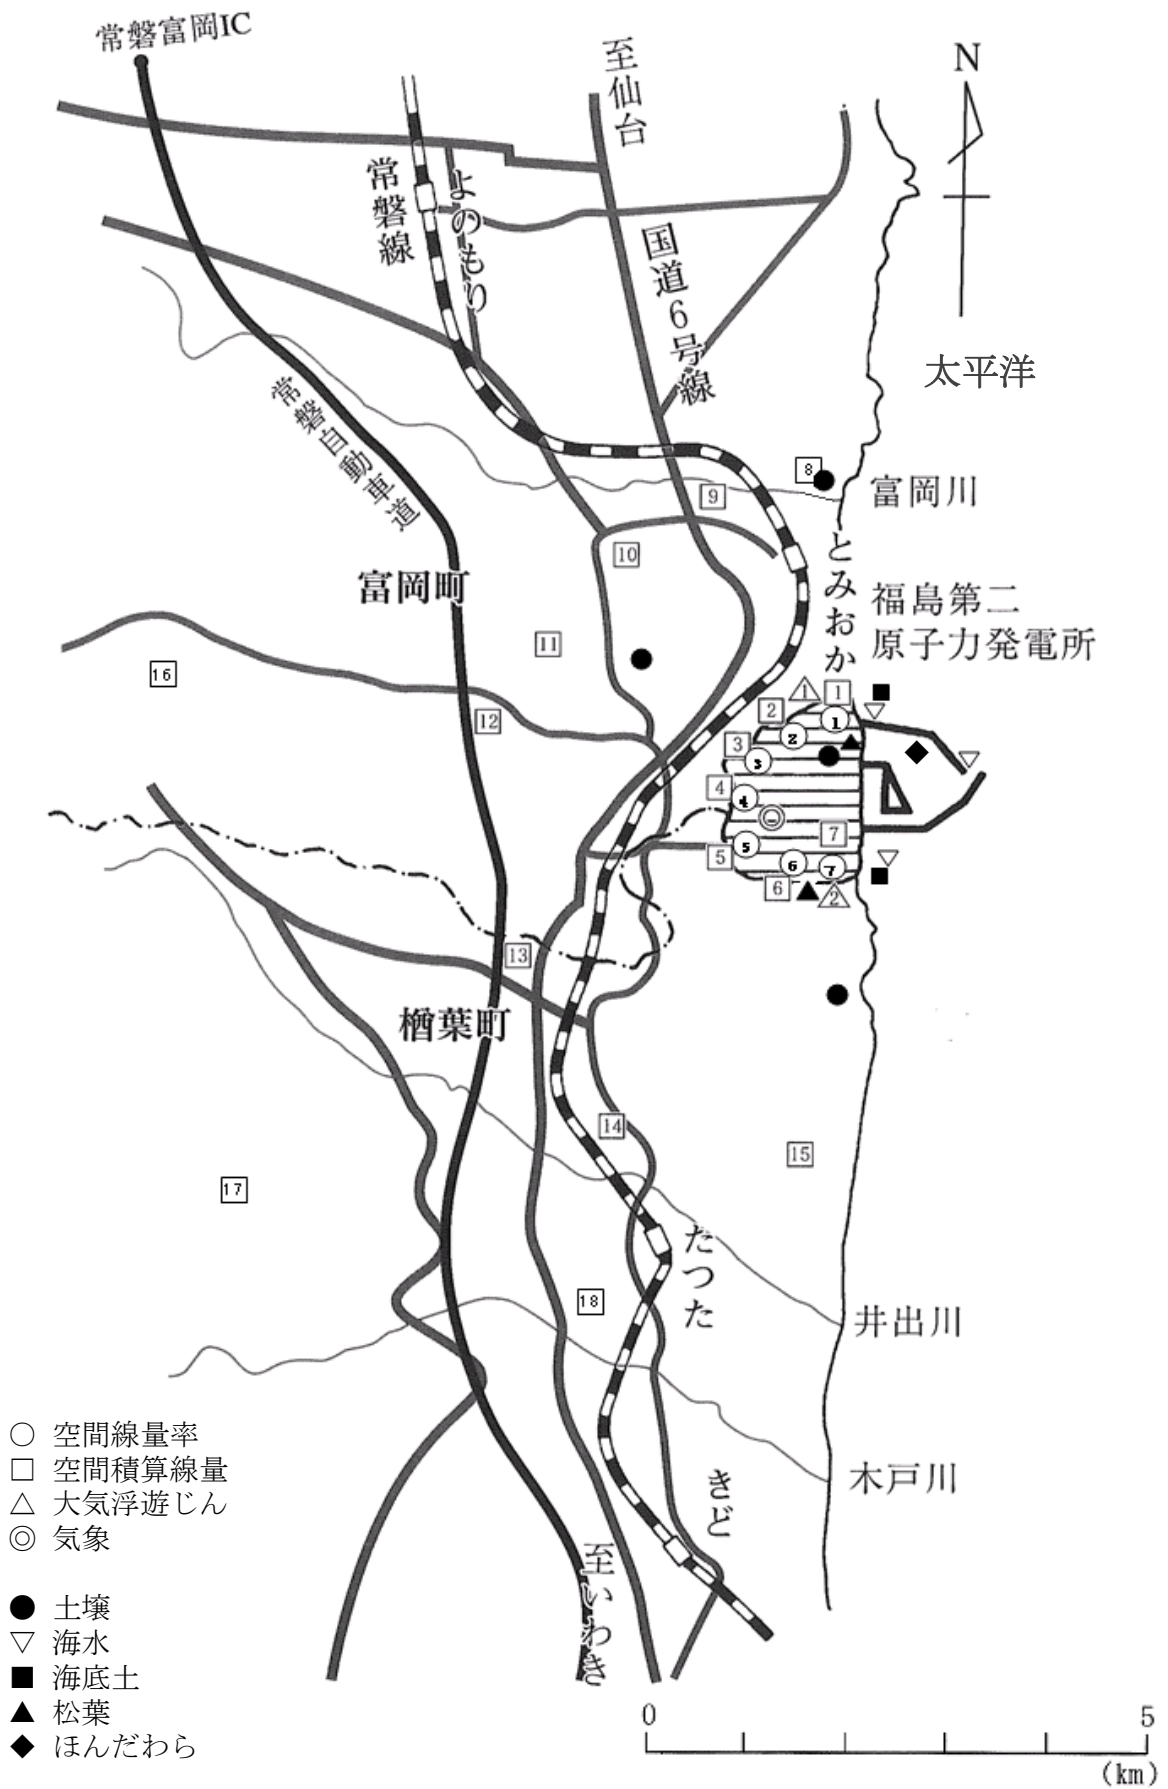 常磐富岡IC
至仙台
N
常磐線
よのもり
国道6号線
太平洋
常磐自動車道
8
富岡川
9
とみおか
10
富岡町
福島第二
原子力発電所
11
16
12
1
1
2
1
2
3
3
4
4
7
5
5
6
7
6
2
13
楢葉町
14
15
17
たつた
18
井出川
木戸川
きど
至いわき
○ 空間線量率
□ 空間積算線量
△ 大気浮遊じん
◎ 気象
● 土壌
▽ 海水
■ 海底土
▲ 松葉
◆ ほんだわら
0
5
(km)